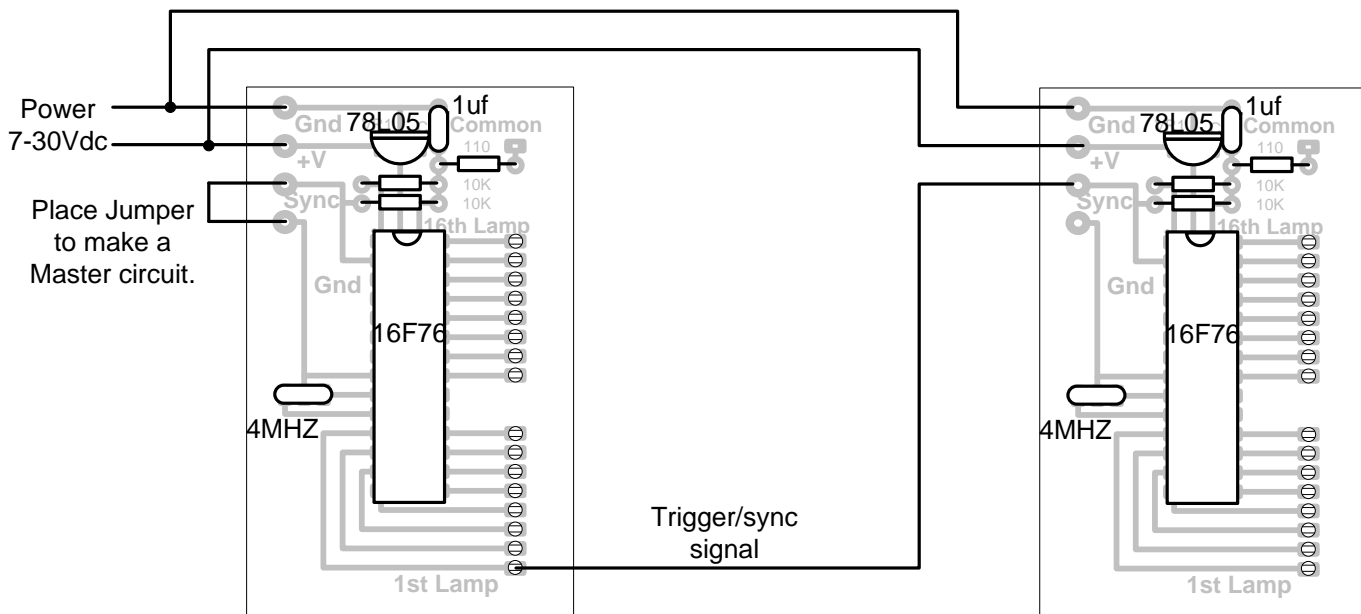 Power
7-30Vdc
Place Jumper
to make a
Master circuit.
Gnd
+V
Sync
78L05
1uf
Common
110
10K
10K
16th Lamp
Gnd
16F76
4MHZ
1st Lamp
Trigger/sync
signal
Gnd
+V
Sync
78L05
1uf
Common
110
10K
10K
16th Lamp
Gnd
16F76
4MHZ
1st Lamp